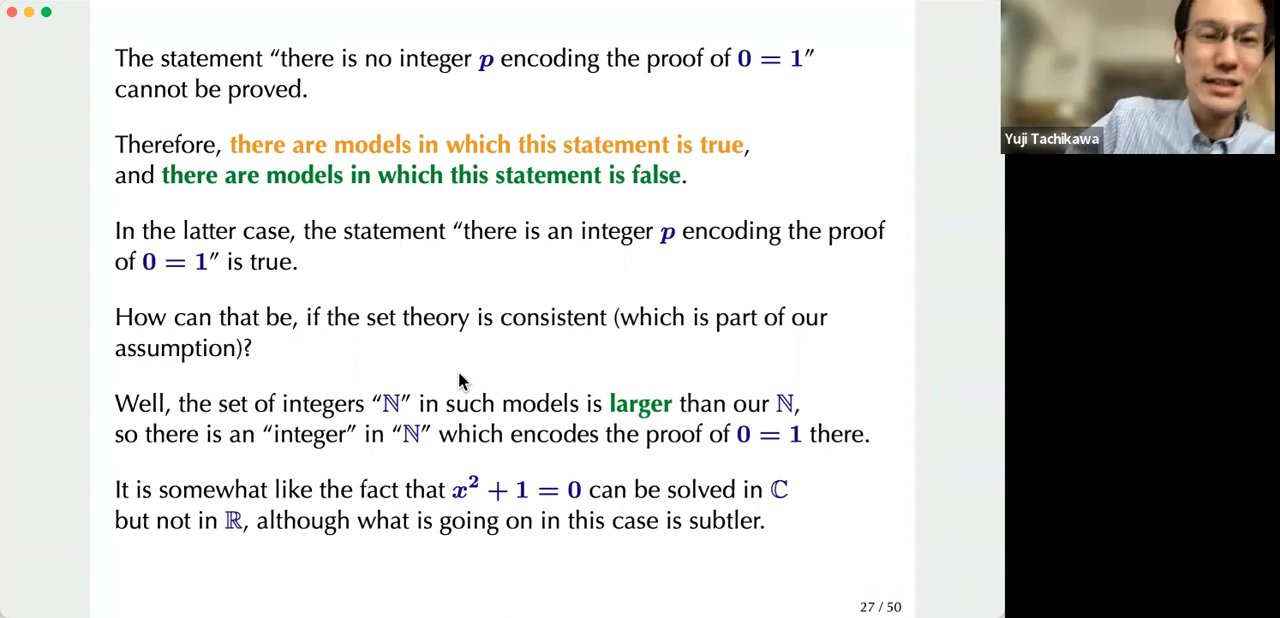 The statement “there is no integer p encoding the proof of 0 = 1”
cannot be proved.
Therefore, there are models in which this statement is true,
and there are models in which this statement is false.
In the latter case, the statement “there is an integer p encoding the proof
of 0 = 1” is true.
How can that be, if the set theory is consistent (which is part of our
assumption)?
Well, the set of integers “ℕ” in such models is larger than our ℕ,
so there is an “integer” in “ℕ” which encodes the proof of 0 = 1 there.
It is somewhat like the fact that x² + 1 = 0 can be solved in ℂ
but not in ℝ, although what is going on in this case is subtler.
27 / 50
Yuji Tachikawa